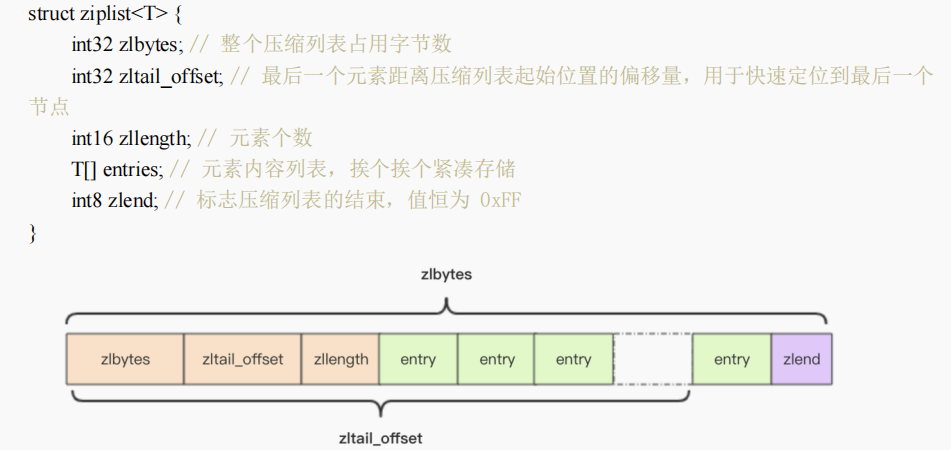 struct ziplist<T> {
int32 zlbytes; // 整个压缩列表占用字节数
int32 zltail_offset; // 最后一个元素距离压缩列表起始位置的偏移量，用于快速定位到最后一个
节点
int16 zllength; // 元素个数
T[] entries; // 元素内容列表，挨个挨个紧凑存储
int8 zlend; // 标志压缩列表的结束，值恒为 0xFF
}
zlbytes
zlbytes zltail_offset zllength entry entry entry entry zlend
zltail_offset